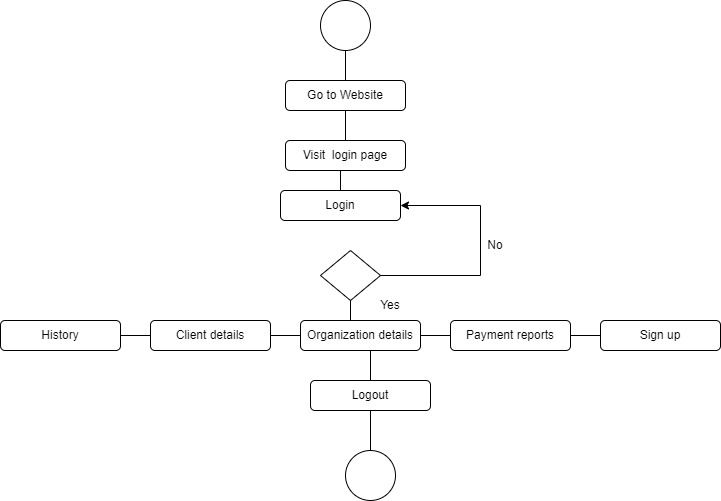 Go to Website
Visit  login page
Login
No
Yes
History
Client details
Organization details
Payment reports
Sign up
Logout